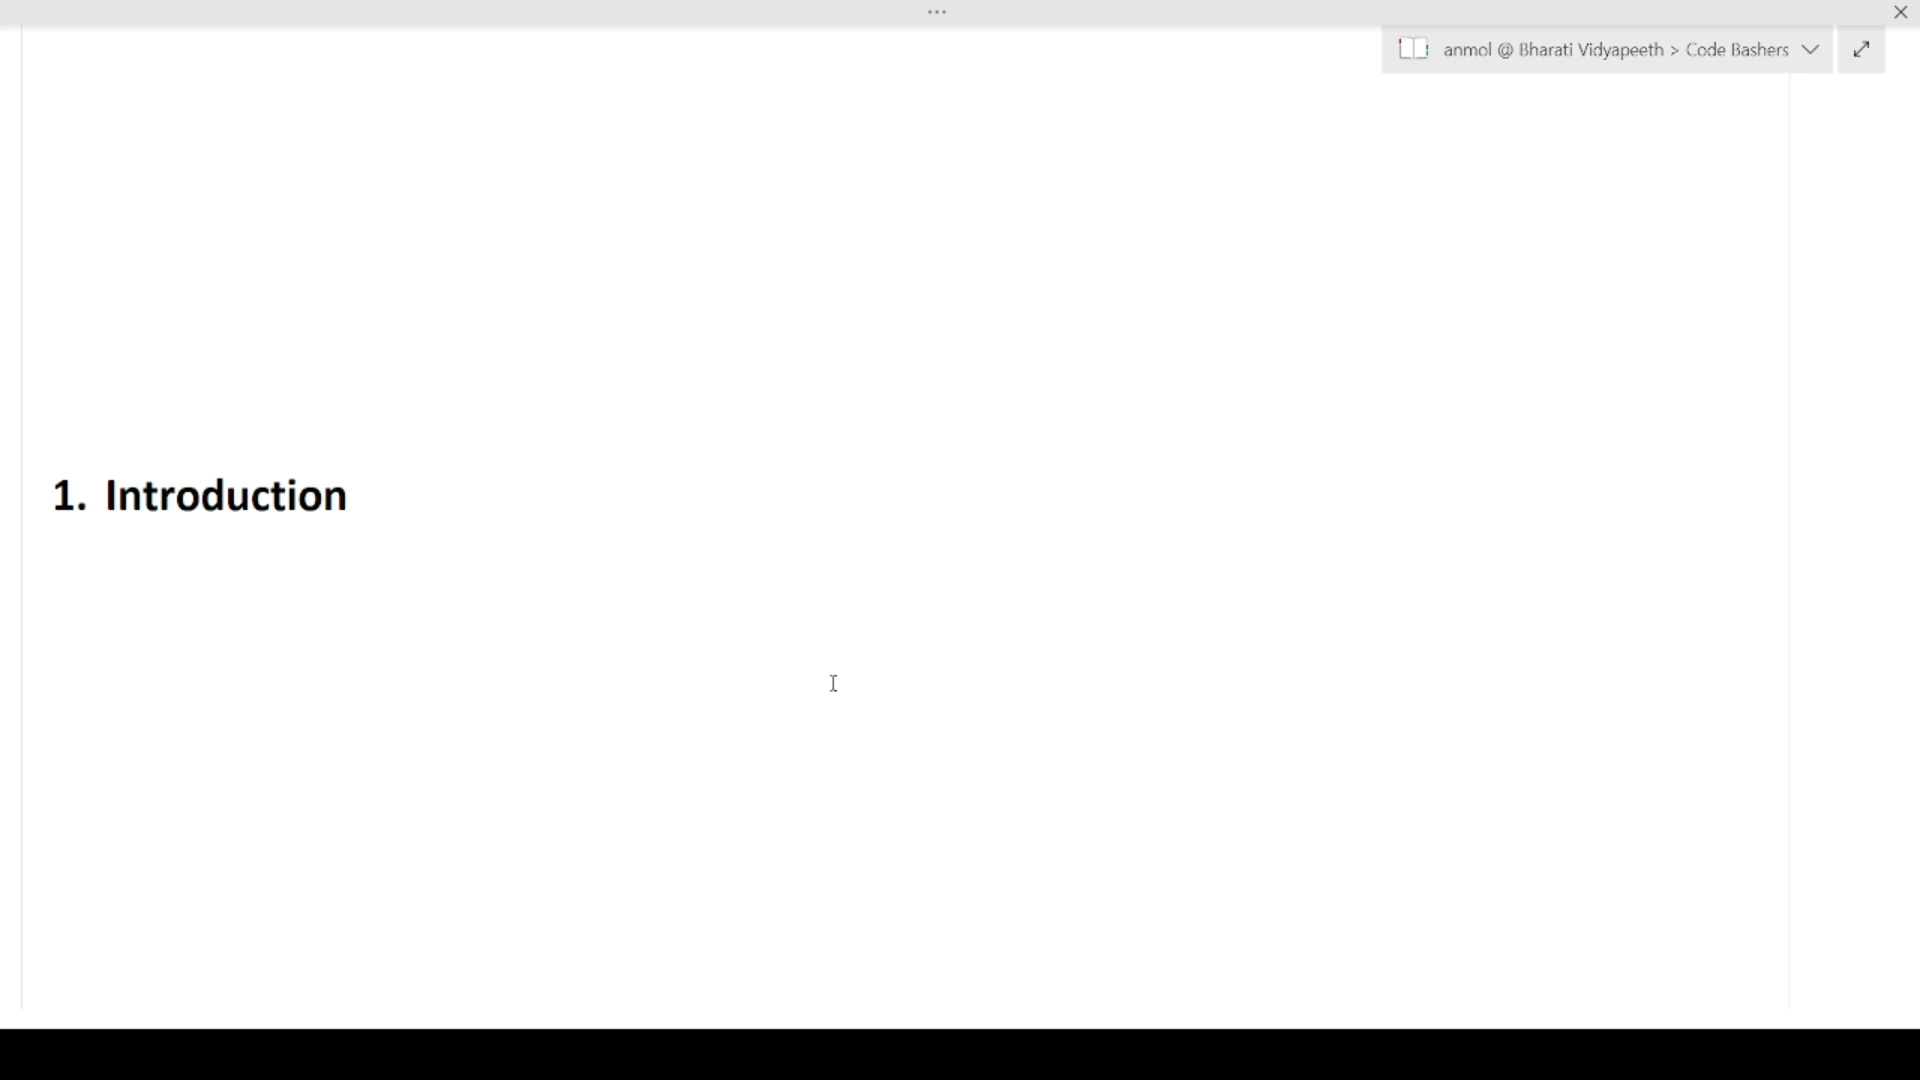 anmol @ Bharati Vidyapeeth > Code Bashers
1. Introduction